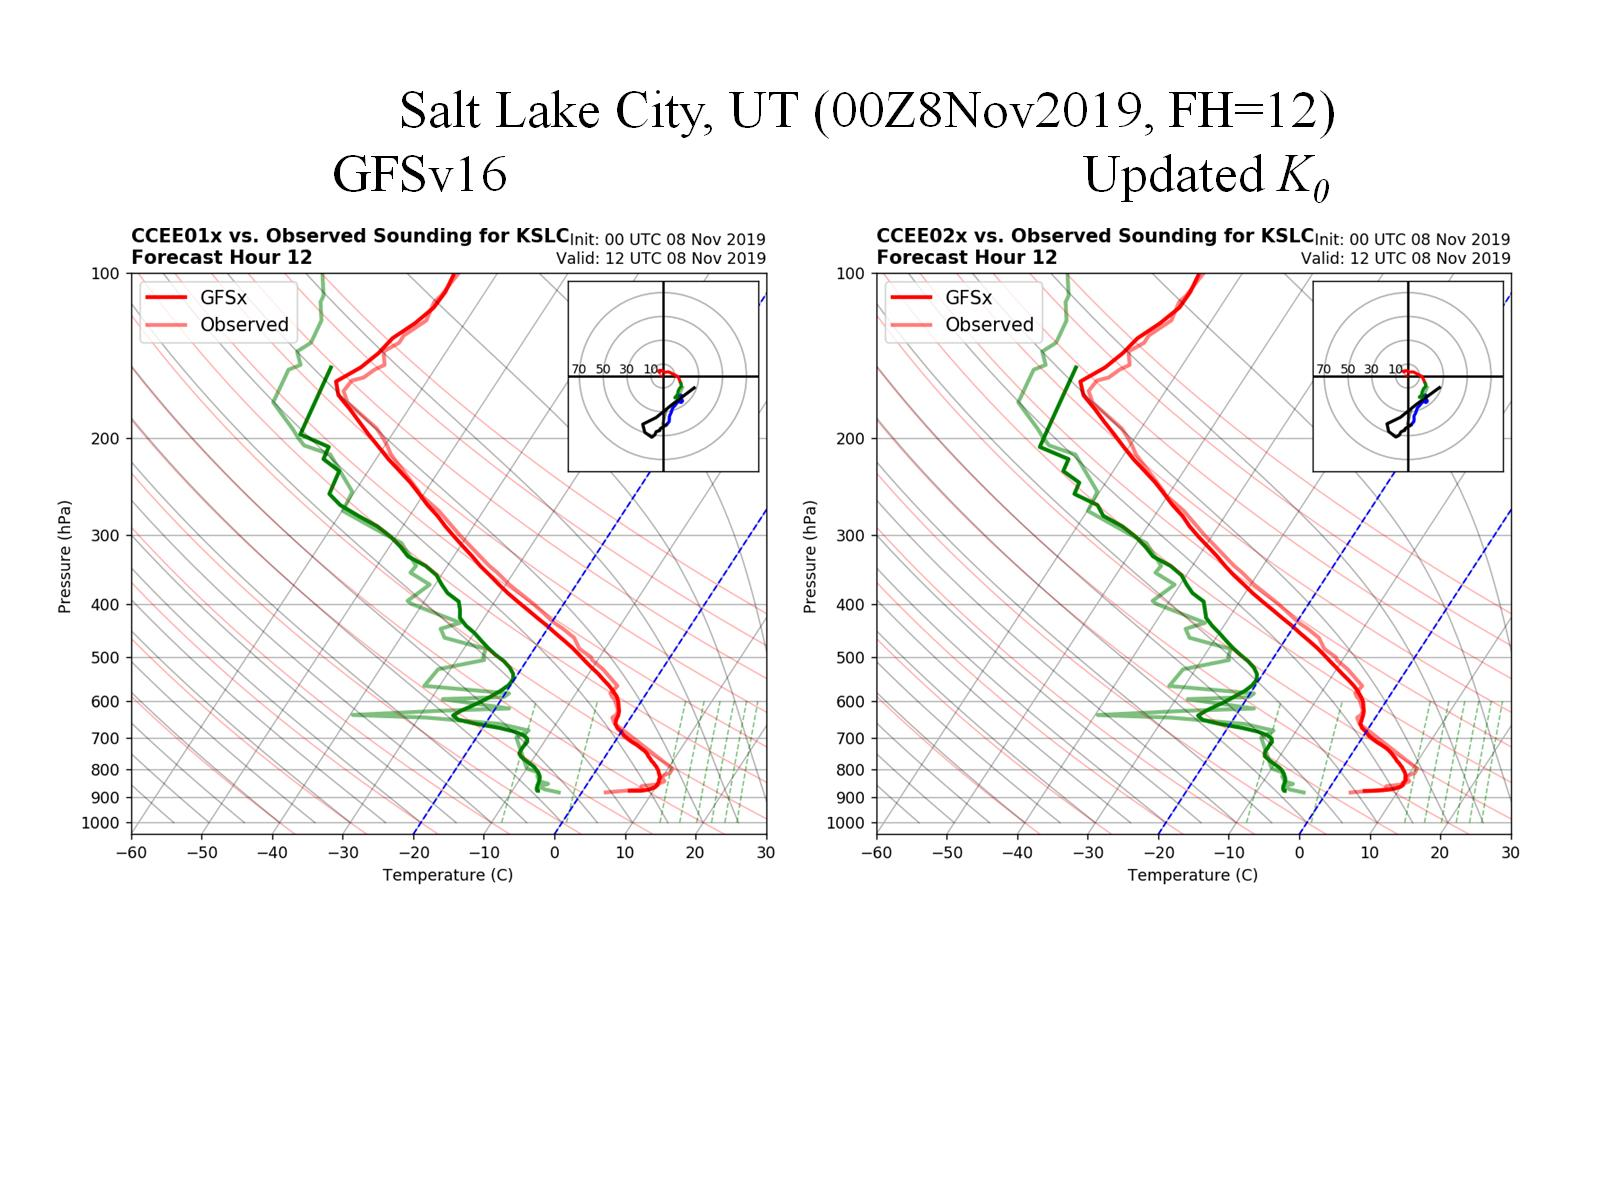 Salt Lake City, UT (00Z8Nov2019, FH=12)
GFSv16
Updated K0
CCEE01x vs. Observed Sounding for KSLC
Init: 00 UTC 08 Nov 2019
Forecast Hour 12
Valid: 12 UTC 08 Nov 2019
GFSx
Observed
70 50 30 10
100
200
300
400
500
600
700
800
900
1000
Pressure (hPa)
−60 −50 −40 −30 −20 −10 0 10 20 30
Temperature (C)
CCEE02x vs. Observed Sounding for KSLC
Init: 00 UTC 08 Nov 2019
Forecast Hour 12
Valid: 12 UTC 08 Nov 2019
GFSx
Observed
70 50 30 10
100
200
300
400
500
600
700
800
900
1000
Pressure (hPa)
−60 −50 −40 −30 −20 −10 0 10 20 30
Temperature (C)